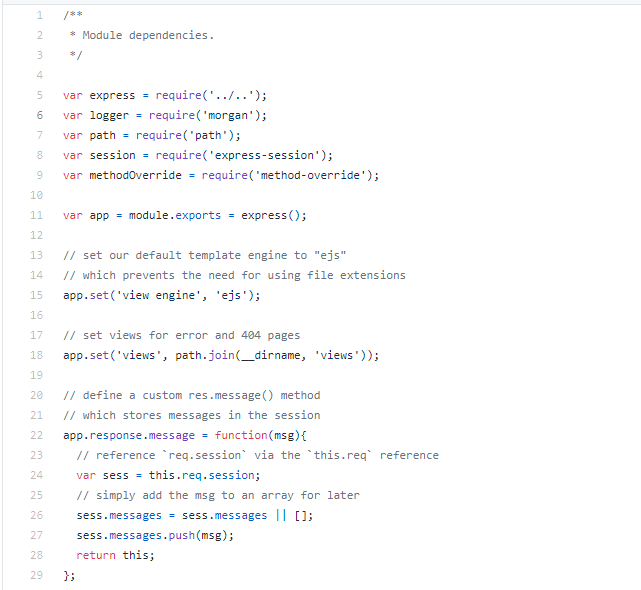 1 /**
2  * Module dependencies.
3  */
4
5 var express = require('../..');
6 var logger = require('morgan');
7 var path = require('path');
8 var session = require('express-session');
9 var methodOverride = require('method-override');
10
11 var app = module.exports = express();
12
13 // set our default template engine to "ejs"
14 // which prevents the need for using file extensions
15 app.set('view engine', 'ejs');
16
17 // set views for error and 404 pages
18 app.set('views', path.join(__dirname, 'views'));
19
20 // define a custom res.message() method
21 // which stores messages in the session
22 app.response.message = function(msg){
23   // reference `req.session` via the `this.req` reference
24   var sess = this.req.session;
25   // simply add the msg to an array for later
26   sess.messages = sess.messages || [];
27   sess.messages.push(msg);
28   return this;
29 };